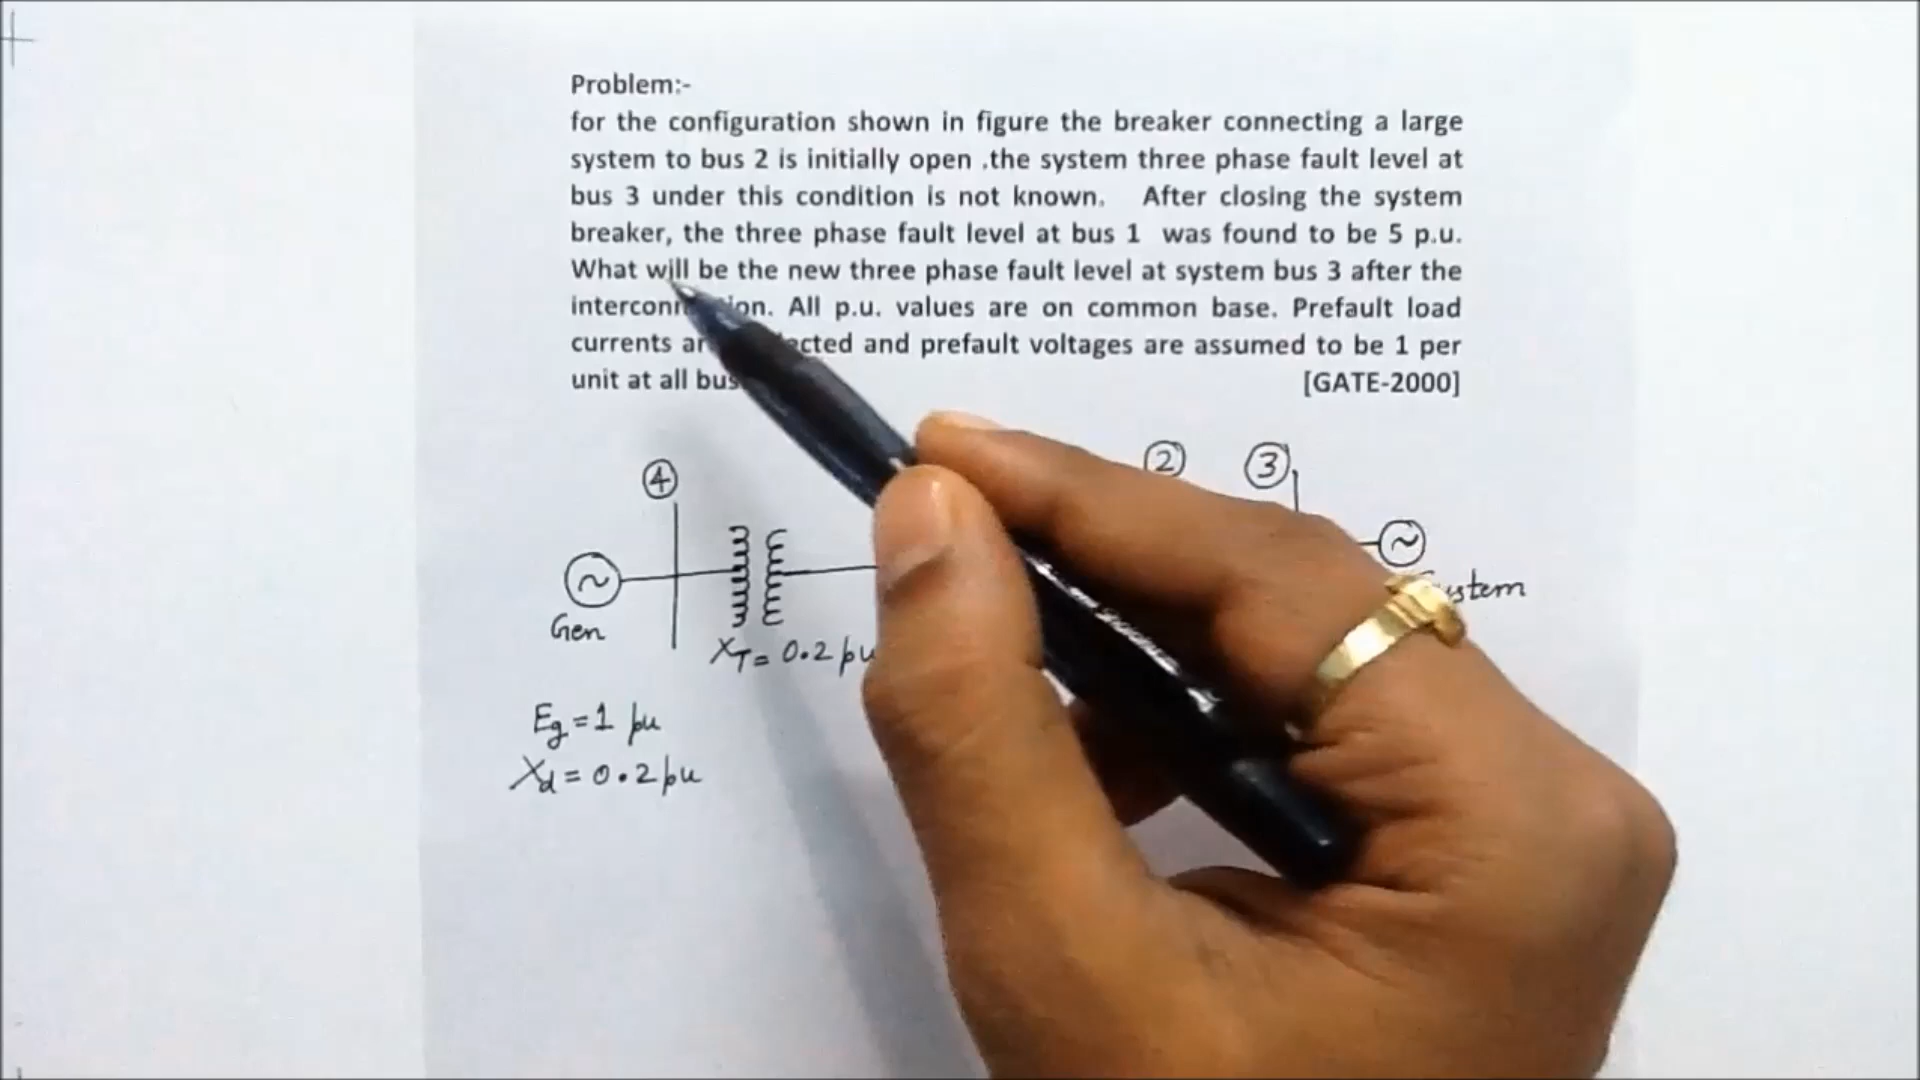 Problem:-
for the configuration shown in figure the breaker connecting a large
system to bus 2 is initially open .the system three phase fault level at
bus 3 under this condition is not known. After closing the system
breaker, the three phase fault level at bus 1 was found to be 5 p.u.
What will be the new three phase fault level at system bus 3 after the
All p.u. values are on common base. Prefault load
currents and prefault voltages are assumed to be 1 per
unit at all [GATE-2000]
4
2
3
Gen
XT = 0.2 pu
Eg = 1 pu
Xd = 0.2 pu